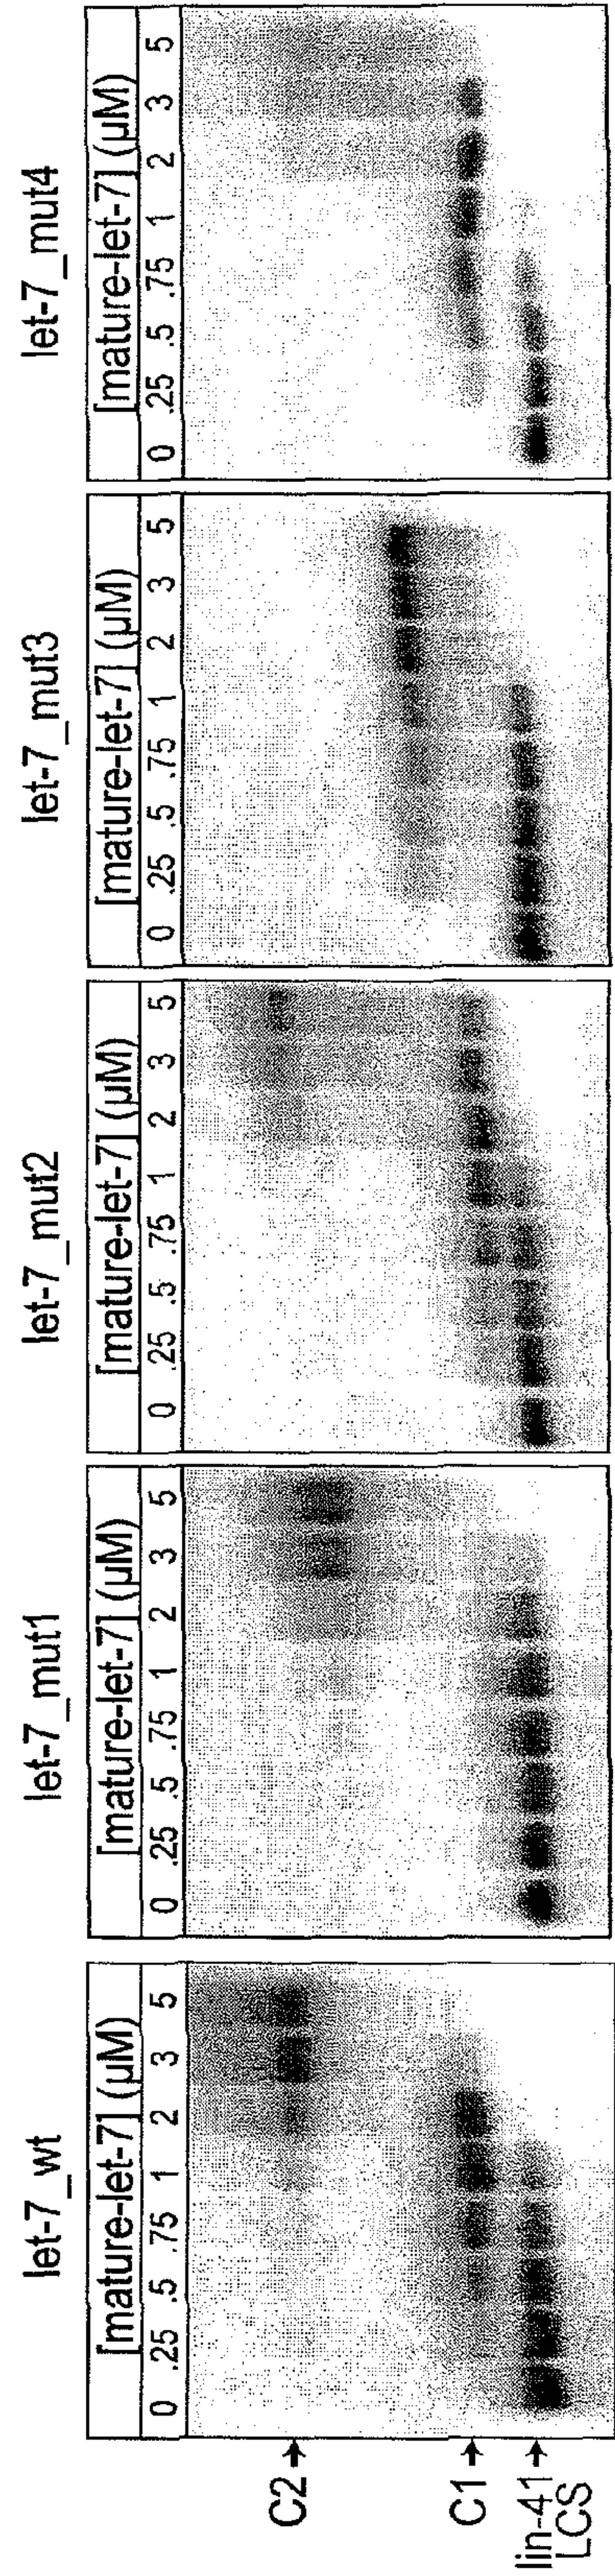 let-7_wt
[mature-let-7] (µM)
0 .25 .5 .75 1 2 3 5
let-7_mut1
[mature-let-7] (µM)
0 .25 .5 .75 1 2 3 5
let-7_mut2
[mature-let-7] (µM)
0 .25 .5 .75 1 2 3 5
let-7_mut3
[mature-let-7] (µM)
0 .25 .5 .75 1 2 3 5
let-7_mut4
[mature-let-7] (µM)
0 .25 .5 .75 1 2 3 5
C2
C1
lin-41
LCS